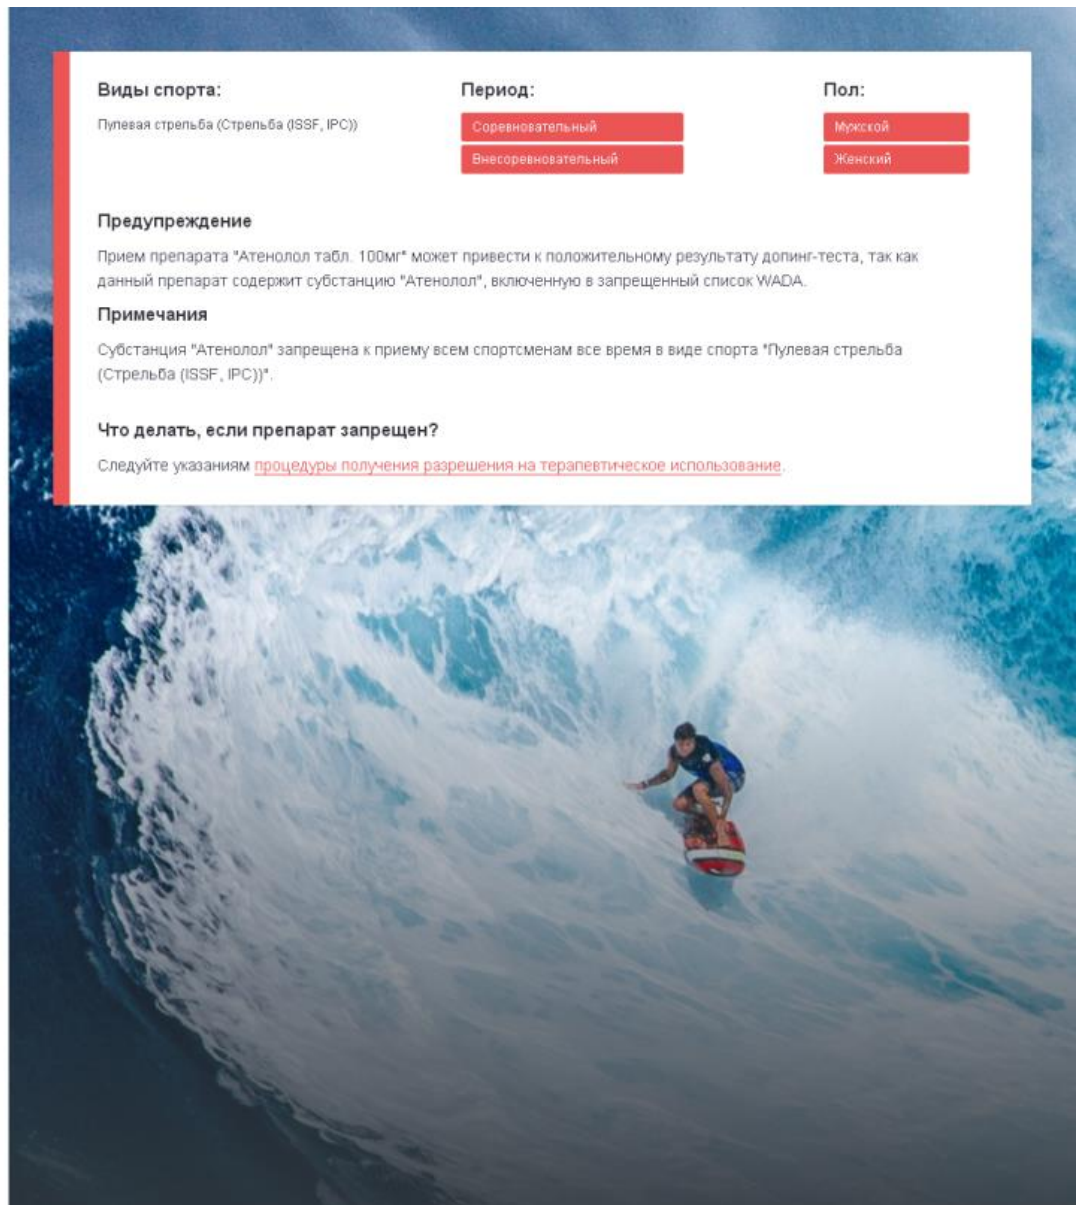 Виды спорта:
Период:
Пол:
Пулевая стрельба (Стрельба (ISSF, IPC))
Соревновательный
Мужской
Внесоревновательный
Женский
Предупреждение
Прием препарата "Атенолол табл. 100мг" может привести к положительному результату допинг-теста, так как
данный препарат содержит субстанцию "Атенолол", включенную в запрещенный список WADA.
Примечания
Субстанция "Атенолол" запрещена к приему всем спортсменам все время в виде спорта "Пулевая стрельба
(Стрельба (ISSF, IPC))".
Что делать, если препарат запрещен?
Следуйте указаниям процедуры получения разрешения на терапевтическое использование.